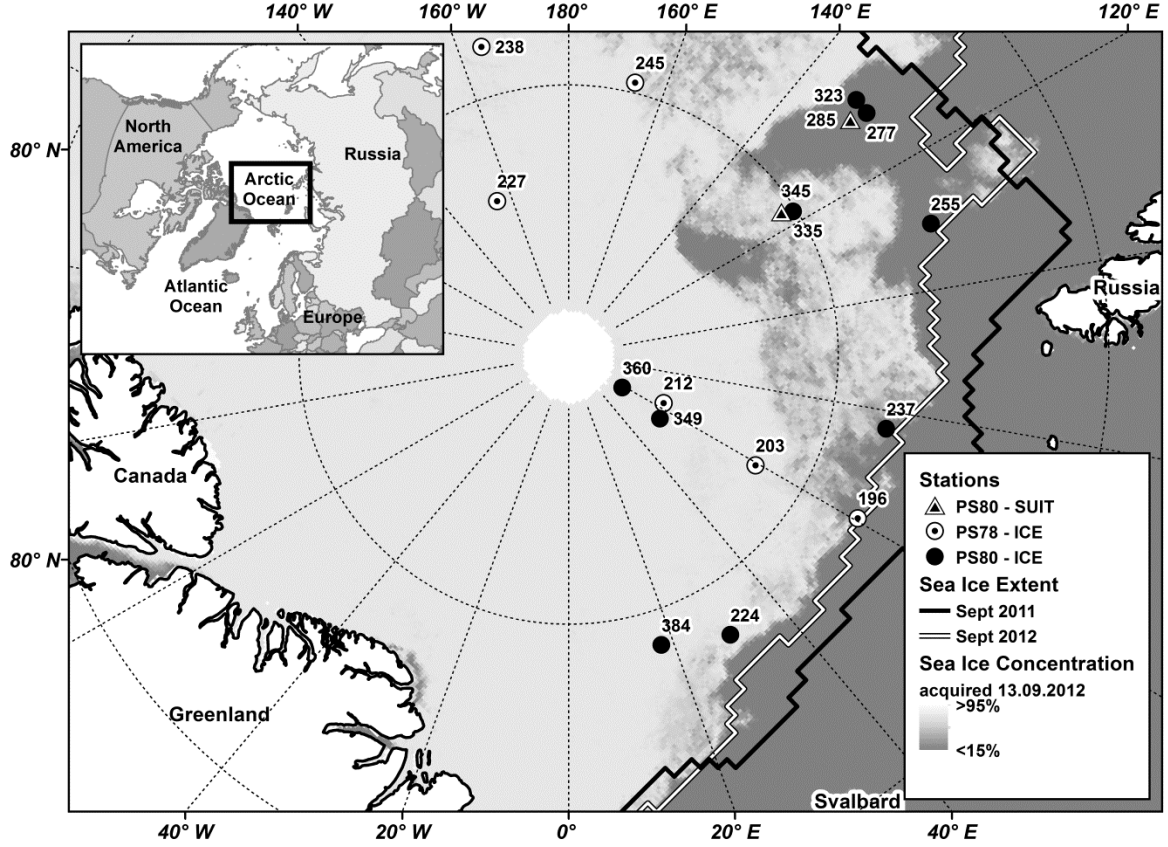 140° W
160° W
180°
160° E
140° E
120° E
238
245
323
285
277
North
America
Russia
Arctic
Ocean
Atlantic
Ocean
Europe
80° N
227
345
335
255
Russia
360
212
349
237
203
196
Canada
80° N
384
224
Greenland
Svalbard
Stations
PS80 - SUIT
PS78 - ICE
PS80 - ICE
Sea Ice Extent
Sept 2011
Sept 2012
Sea Ice Concentration
acquired 13.09.2012
>95%
<15%
40° W
20° W
0°
20° E
40° E